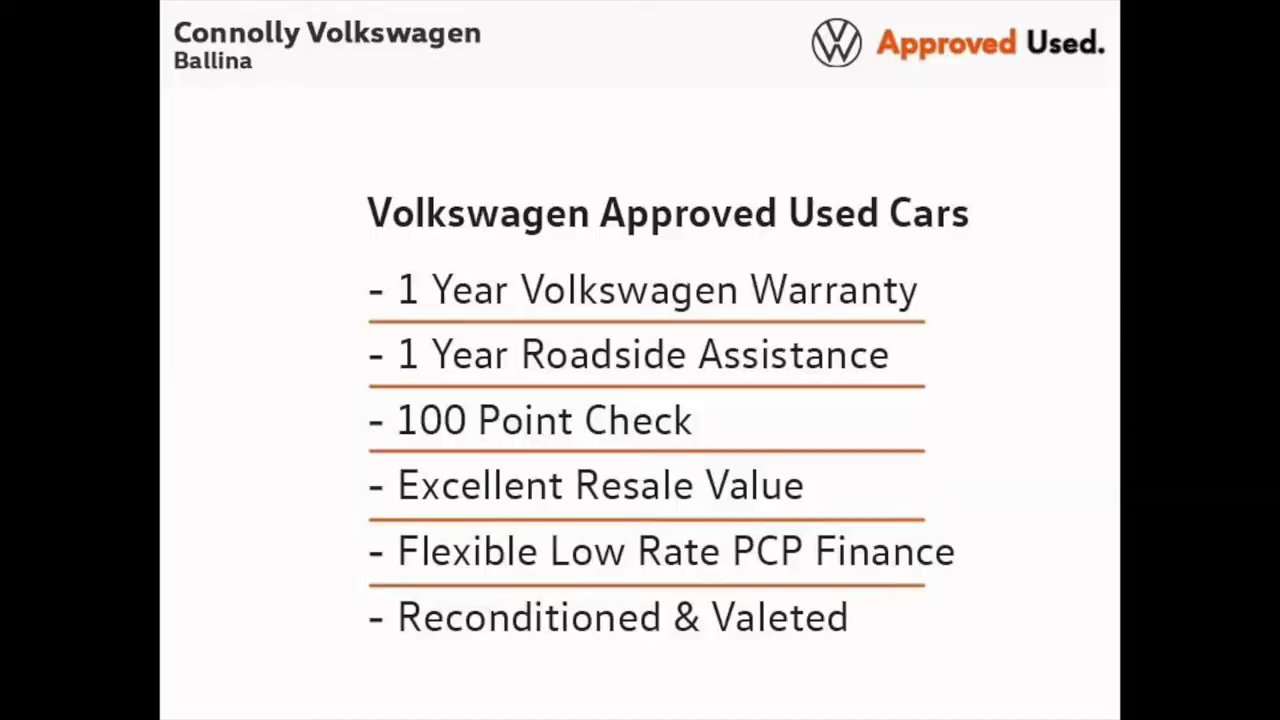 Connolly Volkswagen
Ballina
Approved Used.
Volkswagen Approved Used Cars
- 1 Year Volkswagen Warranty
- 1 Year Roadside Assistance
- 100 Point Check
- Excellent Resale Value
- Flexible Low Rate PCP Finance
- Reconditioned & Valeted